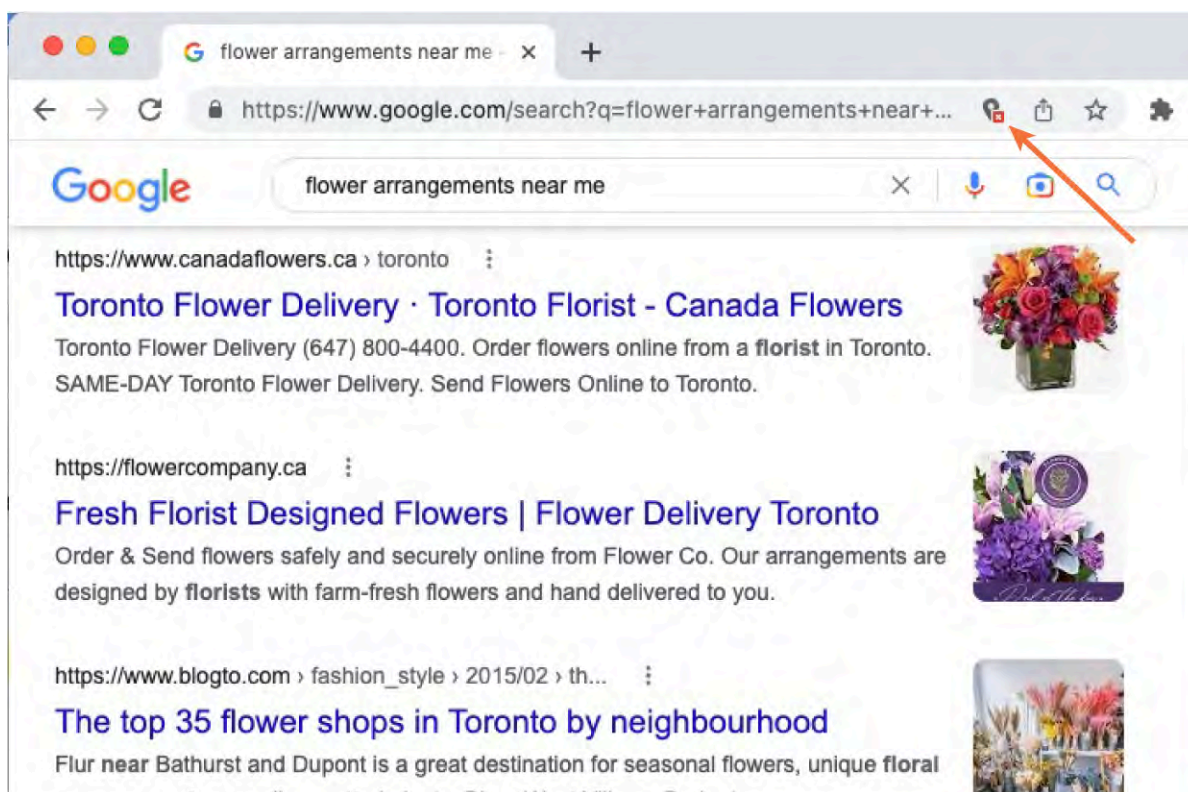 flower arrangements near me -
https://www.google.com/search?q=flower+arrangements+near+...
Google
flower arrangements near me
https://www.canadaflowers.ca › toronto
Toronto Flower Delivery · Toronto Florist - Canada Flowers
Toronto Flower Delivery (647) 800-4400. Order flowers online from a florist in Toronto.
SAME-DAY Toronto Flower Delivery. Send Flowers Online to Toronto.
https://flowercompany.ca
Fresh Florist Designed Flowers | Flower Delivery Toronto
Order & Send flowers safely and securely online from Flower Co. Our arrangements are
designed by florists with farm-fresh flowers and hand delivered to you.
https://www.blogto.com › fashion_style › 2015/02 › th...
The top 35 flower shops in Toronto by neighbourhood
Flur near Bathurst and Dupont is a great destination for seasonal flowers, unique floral